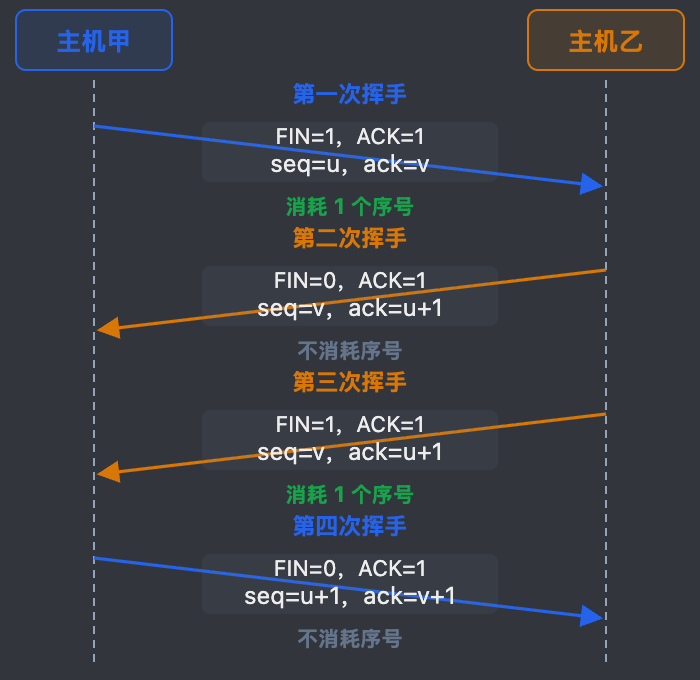 主机甲
主机乙
第一次挥手
FIN=1，ACK=1
seq=u，ack=v
消耗 1 个序号
第二次挥手
FIN=0，ACK=1
seq=v，ack=u+1
不消耗序号
第三次挥手
FIN=1，ACK=1
seq=v，ack=u+1
消耗 1 个序号
第四次挥手
FIN=0，ACK=1
seq=u+1，ack=v+1
不消耗序号